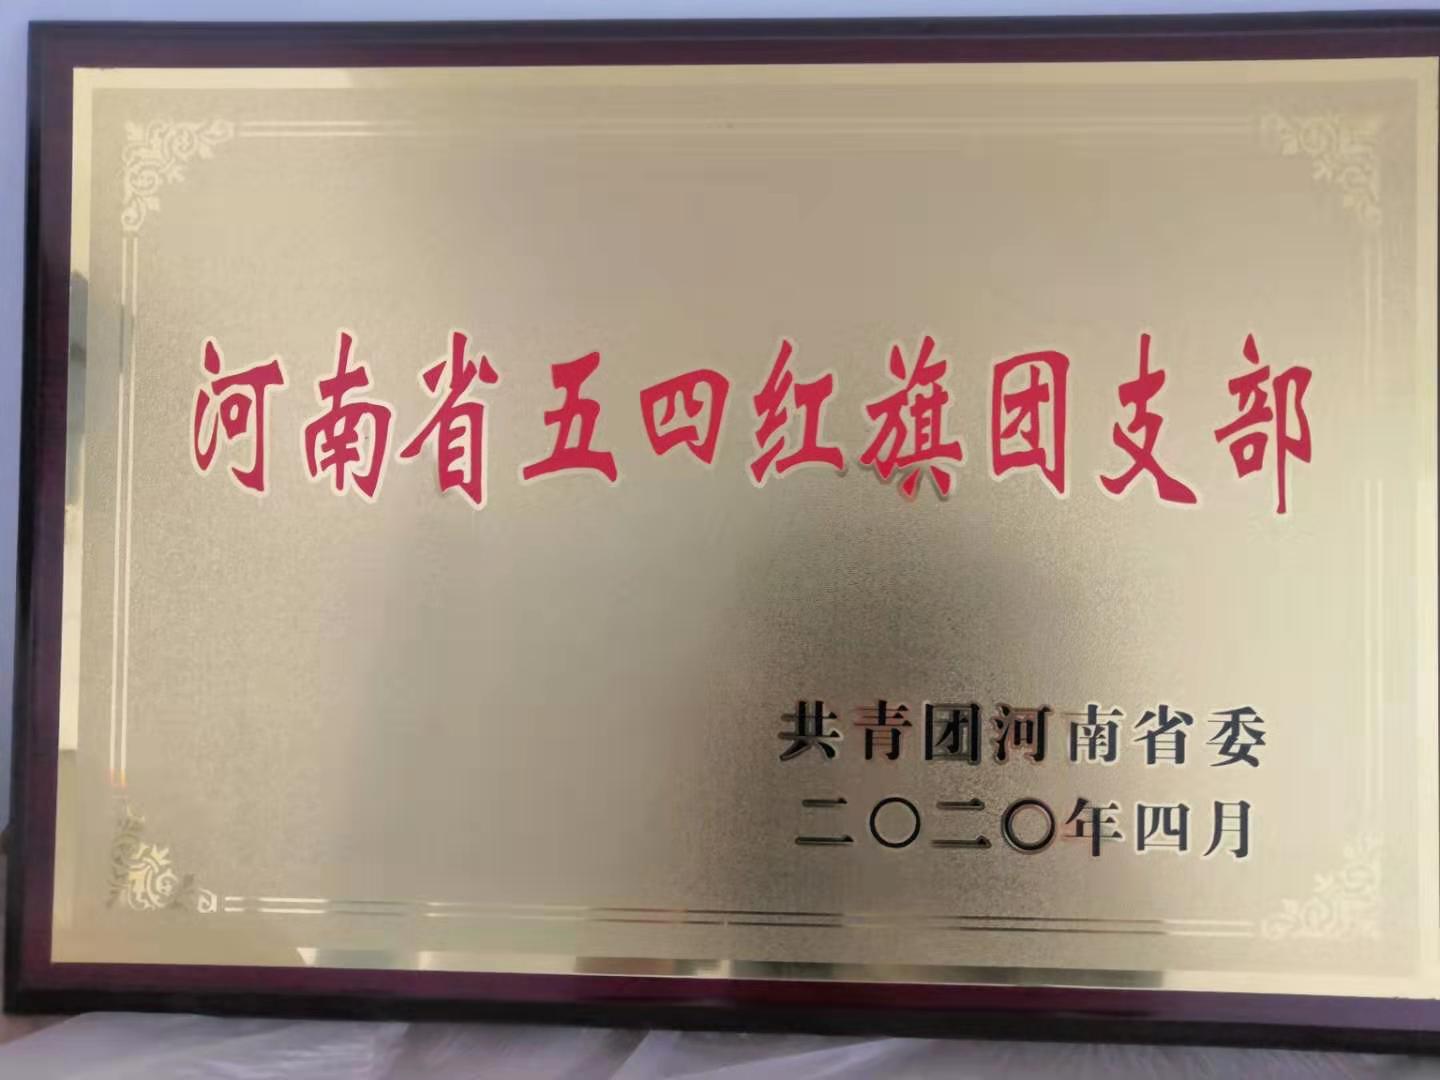 河南省五四红旗团支部
共青团河南省委
二〇二〇年四月